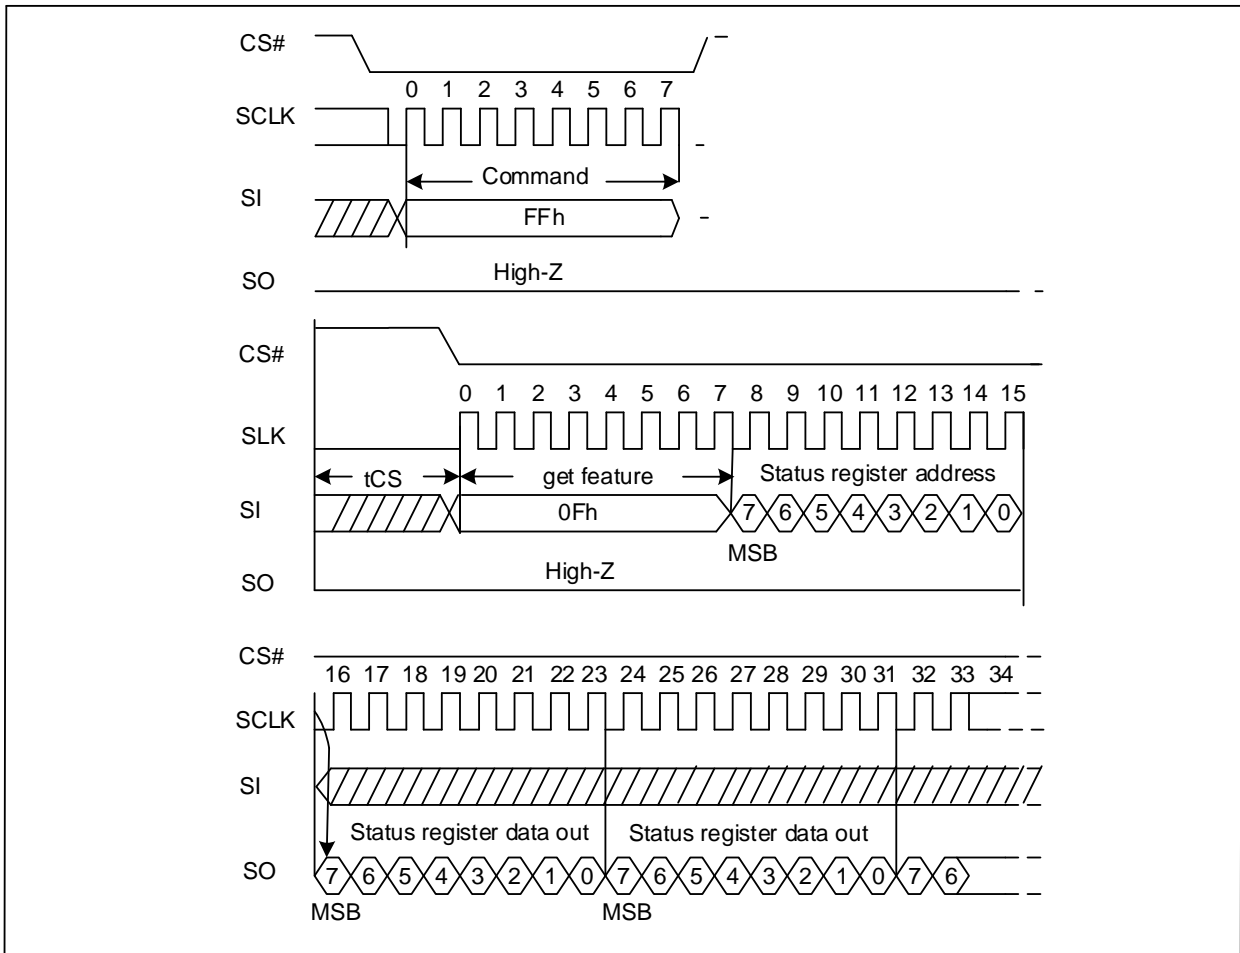 CS#
0 1 2 3 4 5 6 7
SCLK
Command
SI
FFh
High-Z
SO
CS#
0 1 2 3 4 5 6 7 8 9 10 11 12 13 14 15
SLK
tCS get feature Status register address
SI
0Fh 7 6 5 4 3 2 1 0
MSB
High-Z
SO
CS#
16 17 18 19 20 21 22 23 24 25 26 27 28 29 30 31 32 33 34
SCLK
SI
Status register data out Status register data out
SO 7 6 5 4 3 2 1 0 7 6 5 4 3 2 1 0 7 6
MSB MSB